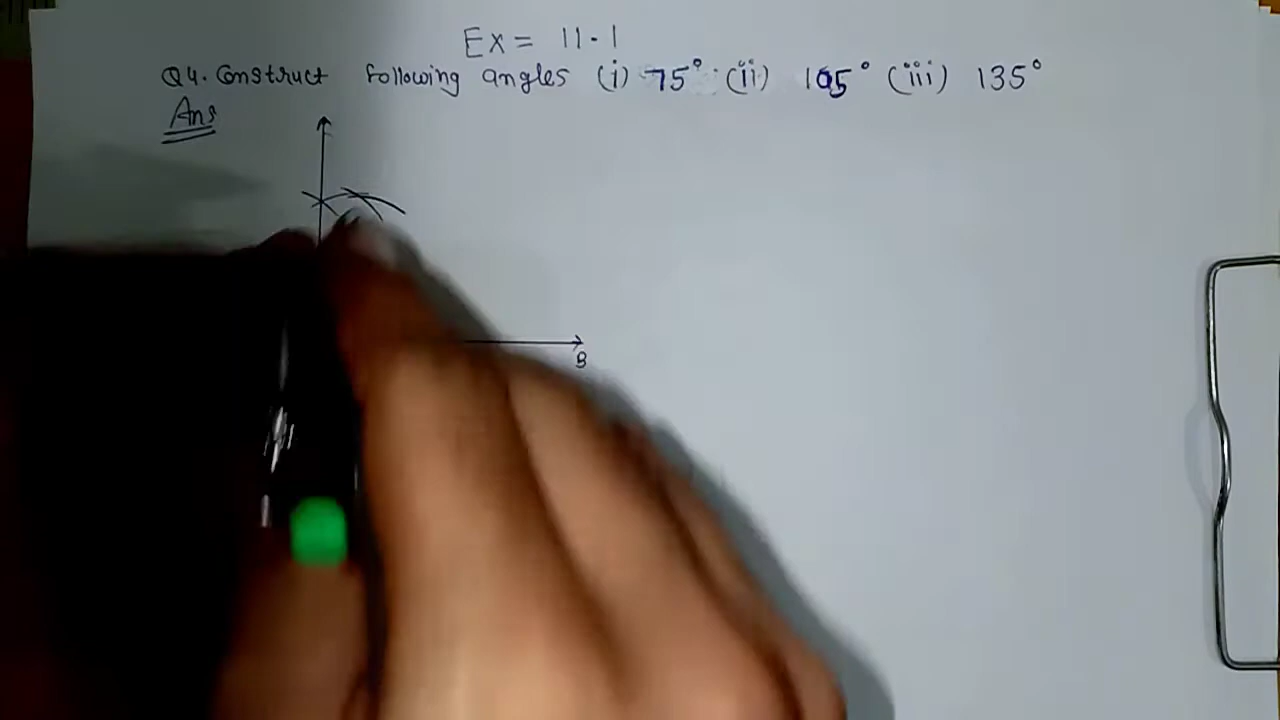 Ex = 11.1
Q4. Construct following angles (i) 75° (ii) 105° (iii) 135°
Ans
B